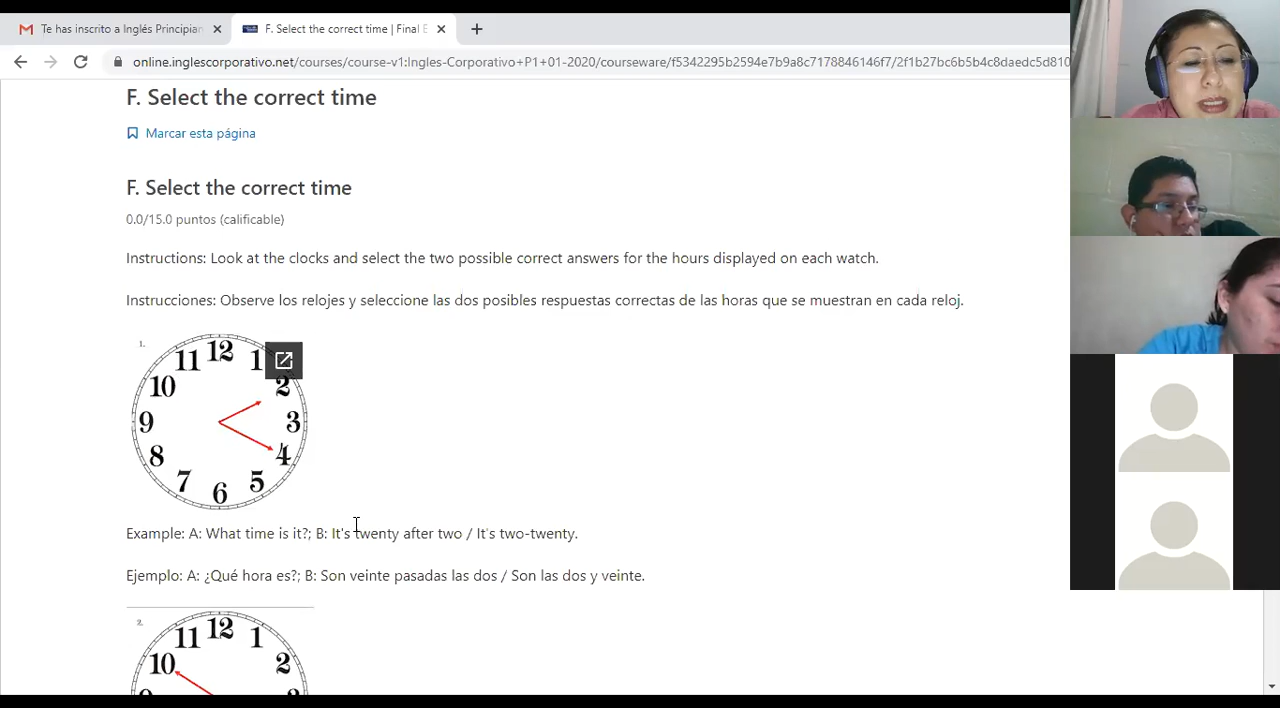 Te has inscrito a Inglés Principian
F. Select the correct time | Final E
online.inglescorporativo.net/courses/course-v1:Ingles-Corporativo+P1+01-2020/courseware/f5342295b2594e7b9a8c7178846146f7/2f1b27bc6b5b4c8daedc5d810
F. Select the correct time
Marcar esta página
F. Select the correct time
0.0/15.0 puntos (calificable)
Instructions: Look at the clocks and select the two possible correct answers for the hours displayed on each watch.
Instrucciones: Observe los relojes y seleccione las dos posibles respuestas correctas de las horas que se muestran en cada reloj.
1.
11 12 1
10 2
9 3
8 4
7 6 5
Example: A: What time is it?; B: It's twenty after two / It's two-twenty.
Ejemplo: A: ¿Qué hora es?; B: Son veinte pasadas las dos / Son las dos y veinte.
2.
11 12 1
10 2